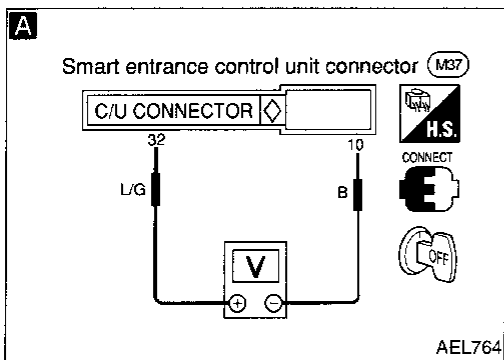 A
Smart entrance control unit connector M37
C/U CONNECTOR
H.S.
32 10
CONNECT
L/G B
OFF
V
+ −
AEL764